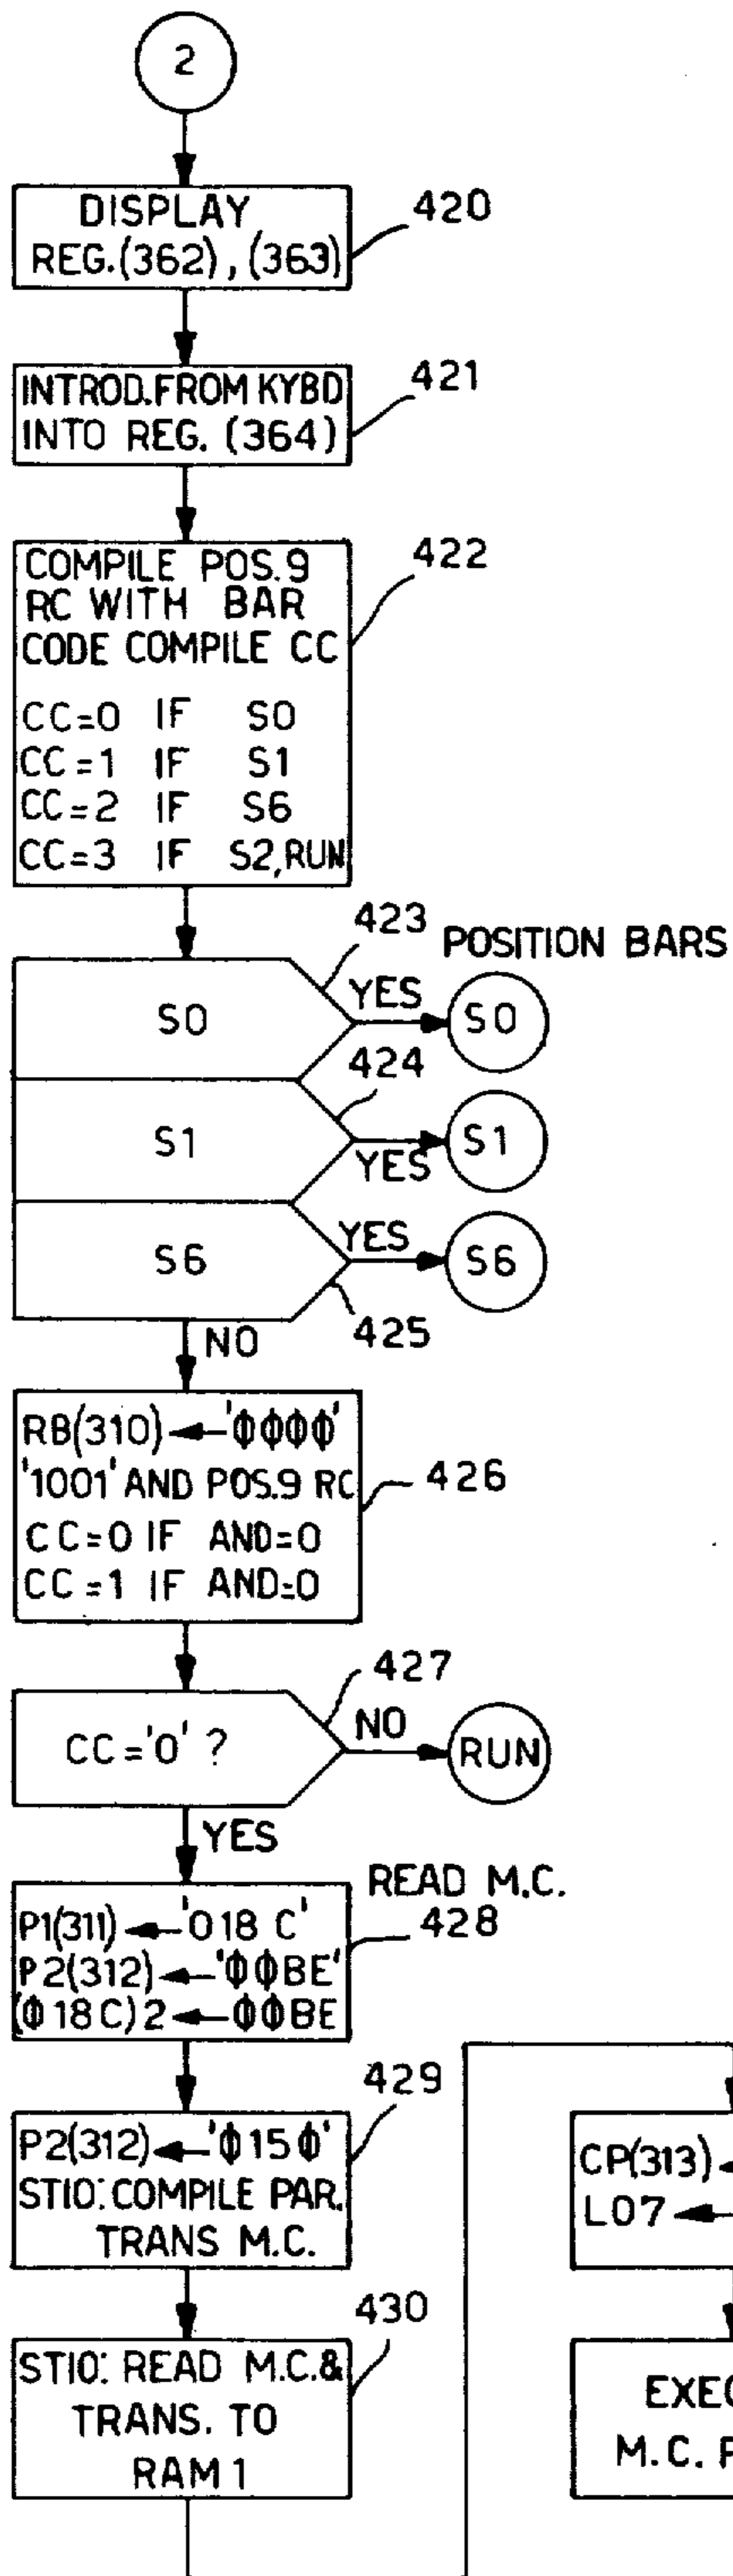 2
DISPLAY
REG.(362), (363)
420
INTROD.FROM KYBD
INTO REG. (364)
421
COMPILE POS.9
RC WITH BAR
CODE COMPILE CC
CC=0 IF S0
CC=1 IF S1
CC=2 IF S6
CC=3 IF S2,RUN
422
423
POSITION BARS
S0
YES
S0
424
S1
YES
S1
S6
YES
S6
425
NO
RB(310) ← 'ΦΦΦΦ'
'1001' AND POS.9 RC
CC=0 IF AND=0
CC=1 IF AND=0
426
427
CC='0' ?
NO
RUN
YES
READ M.C.
P1(311) ← '018C'
P2(312) ← 'ΦΦBE'
(Φ18C)2 ← ΦΦBE
428
429
P2(312) ← 'Φ15Φ'
STIO: COMPILE PAR.
TRANS M.C.
430
STIO: READ M.C.&
TRANS. TO
RAM 1
CP(313) ←
L07 ←
M.C.